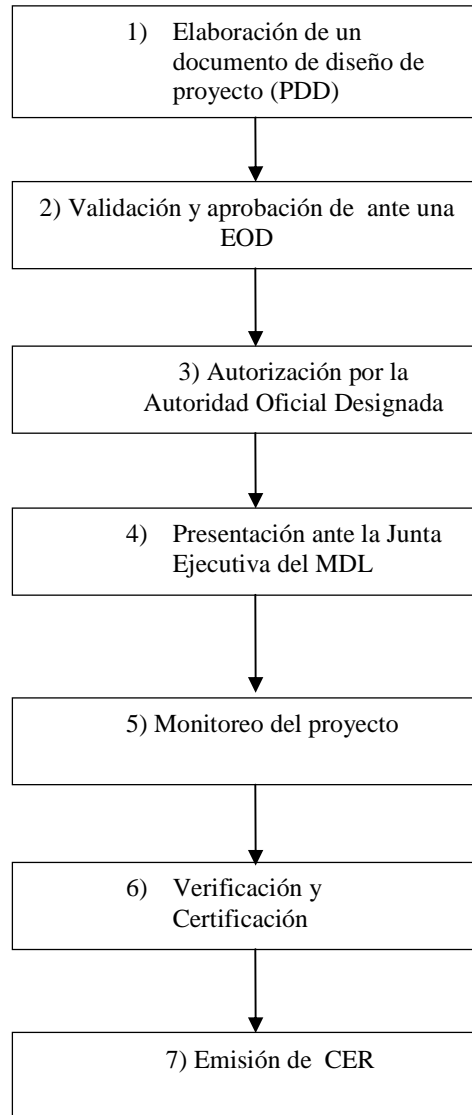 1) Elaboración de un
documento de diseño de
proyecto (PDD)
2) Validación y aprobación de ante una
EOD
3) Autorización por la
Autoridad Oficial Designada
4) Presentación ante la Junta
Ejecutiva del MDL
5) Monitoreo del proyecto
6) Verificación y
Certificación
7) Emisión de CER